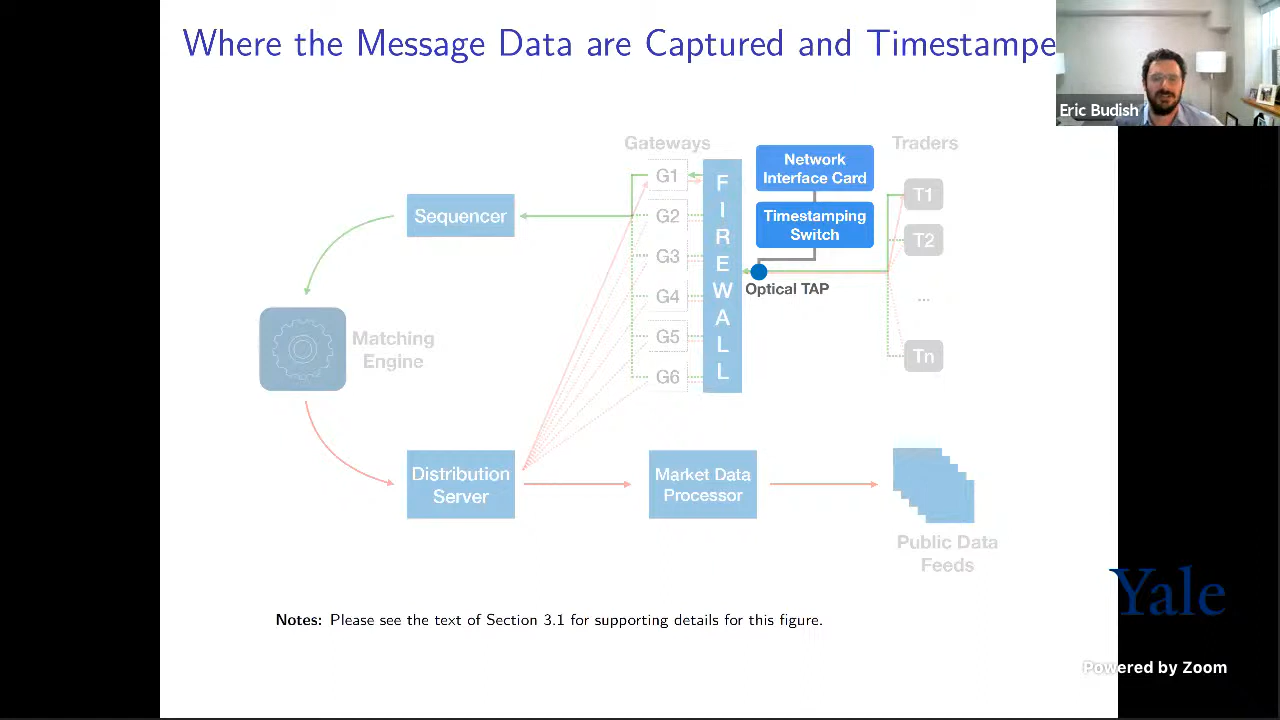 Where the Message Data are Captured and Timestampe
Eric Budish
Gateways
Traders
Network
Interface Card
Timestamping
Switch
Optical TAP
G1
G2
G3
G4
G5
G6
F
I
R
E
W
A
L
L
T1
T2
...
Tn
Sequencer
Matching
Engine
Distribution
Server
Market Data
Processor
Public Data
Feeds
Notes: Please see the text of Section 3.1 for supporting details for this figure.
Yale
Powered by Zoom